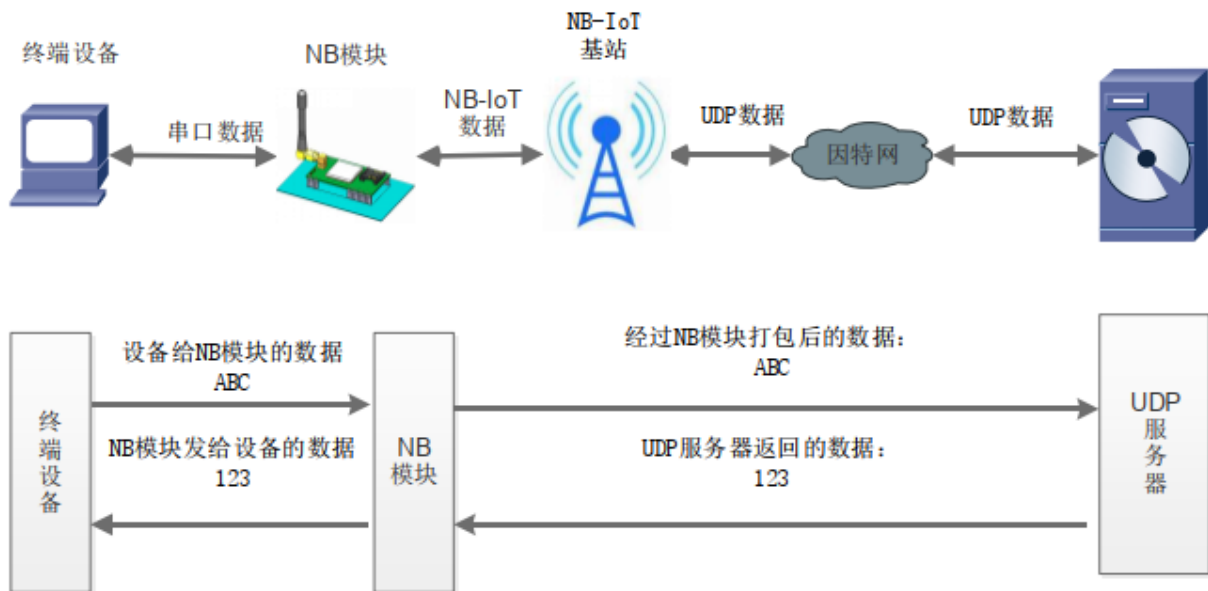 终端设备
NB模块
NB-IoT
基站
串口数据
NB-IoT
数据
UDP数据
因特网
UDP数据
设备给NB模块的数据
ABC
经过NB模块打包后的数据：
ABC
终端设备
NB模块发给设备的数据
123
NB
模块
UDP服务器返回的数据：
123
UDP
服务器